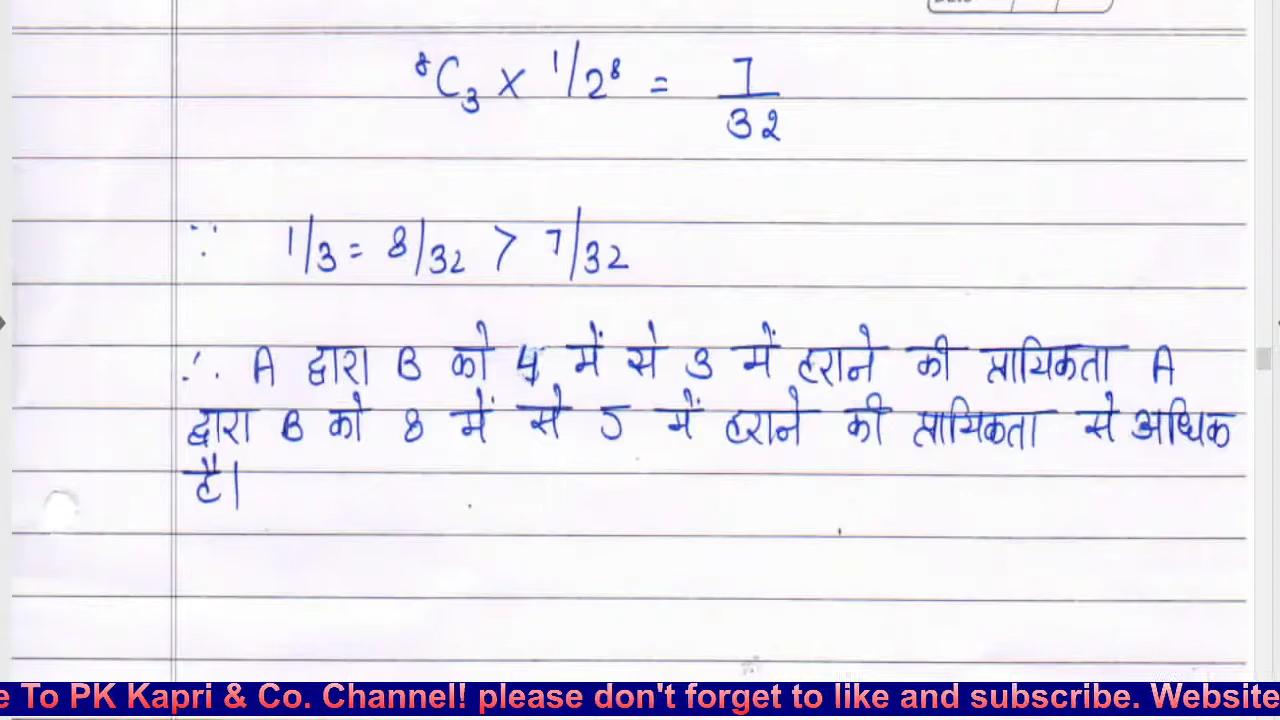 ⁸C₃ × 1/2⁸ = 7/32
∵ 1/3 = 8/32 > 7/32
∴ A द्वारा B को 4 में से 3 में हराने की प्रायिकता A
द्वारा B को 8 में से 5 में हराने की प्रायिकता से अधिक
है।
e To PK Kapri & Co. Channel! please don't forget to like and subscribe. Website